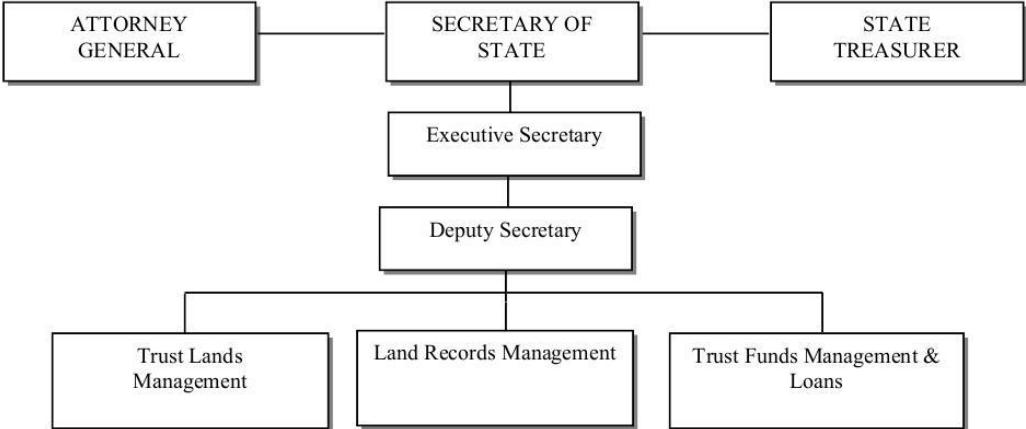 ATTORNEY
GENERAL
SECRETARY OF
STATE
STATE
TREASURER
Executive Secretary
Deputy Secretary
Trust Lands
Management
Land Records Management
Trust Funds Management &
Loans